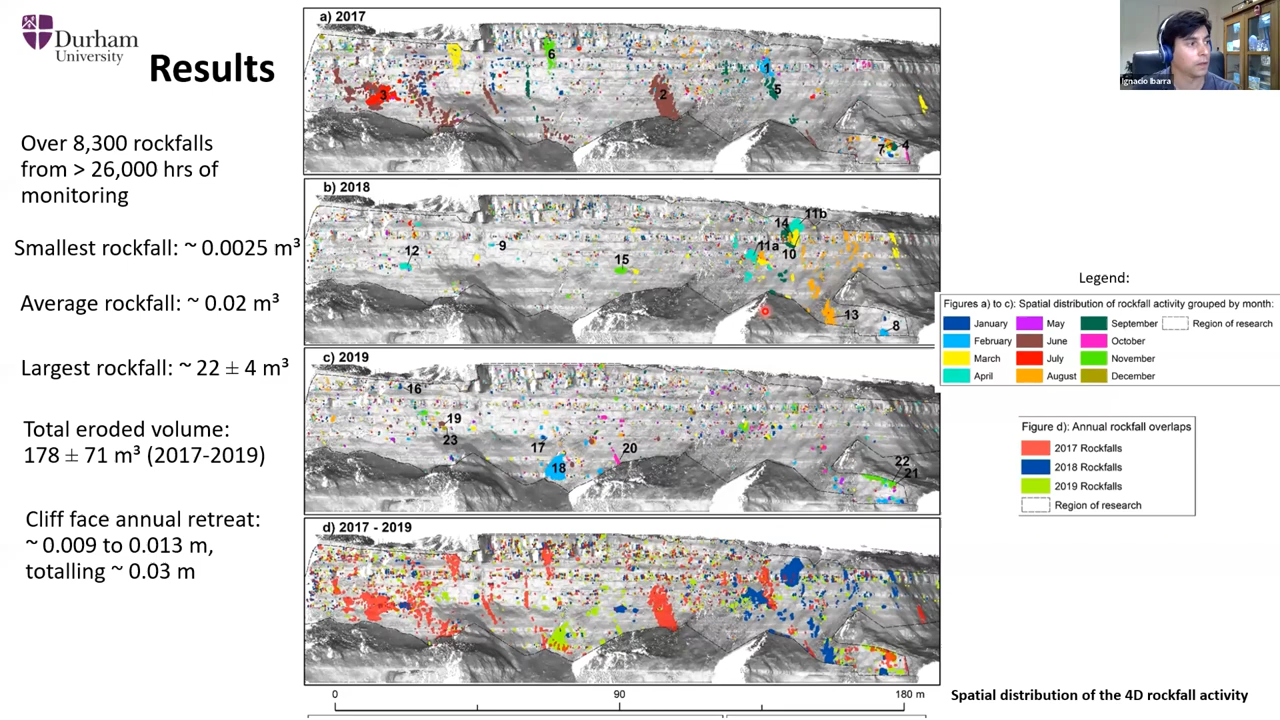 Durham
University
Results
Over 8,300 rockfalls
from > 26,000 hrs of
monitoring
Smallest rockfall: ~ 0.0025 m³
Average rockfall: ~ 0.02 m³
Largest rockfall: ~ 22 ± 4 m³
Total eroded volume:
178 ± 71 m³ (2017-2019)
Cliff face annual retreat:
~ 0.009 to 0.013 m,
totalling ~ 0.03 m
a) 2017
6
1
3
2
5
7
4
b) 2018
11b
14
12
9
11a
10
15
13
8
c) 2019
16
19
23
17
20
18
22
21
d) 2017 - 2019
0
90
180 m
Ignacio Ibarra
Legend:
Figures a) to c): Spatial distribution of rockfall activity grouped by month:
January
May
September
Region of research
February
June
October
March
July
November
April
August
December
Figure d): Annual rockfall overlaps
2017 Rockfalls
2018 Rockfalls
2019 Rockfalls
Region of research
Spatial distribution of the 4D rockfall activity